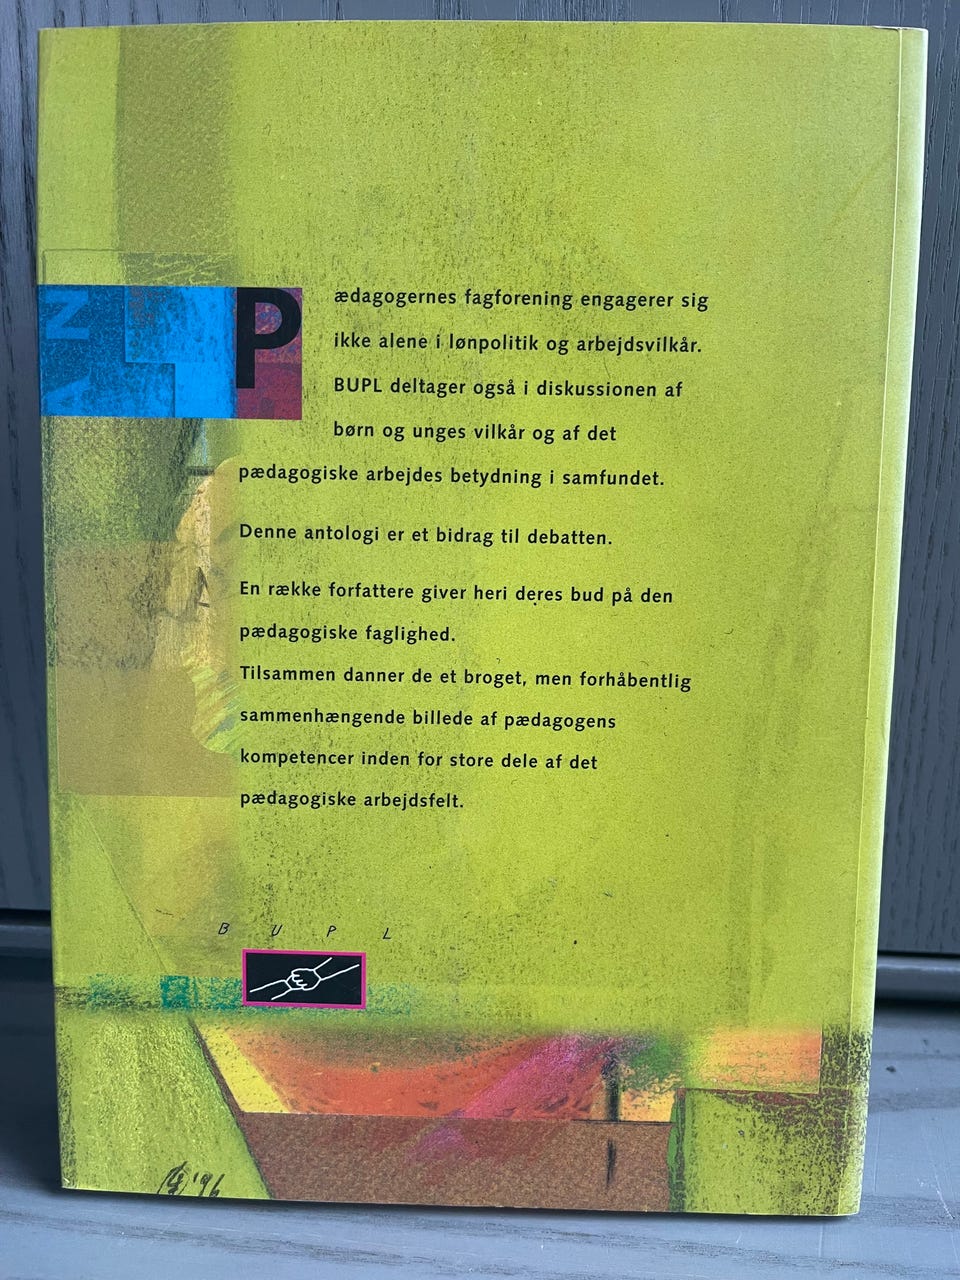 Pædagogernes fagforening engagerer sig
ikke alene i lønpolitik og arbejdsvilkår.
BUPL deltager også i diskussionen af
børn og unges vilkår og af det
pædagogiske arbejdes betydning i samfundet.
Denne antologi er et bidrag til debatten.
En række forfattere giver heri deres bud på den
pædagogiske faglighed.
Tilsammen danner de et broget, men forhåbentlig
sammenhængende billede af pædagogens
kompetencer inden for store dele af det
pædagogiske arbejdsfelt.
BUPL
'96